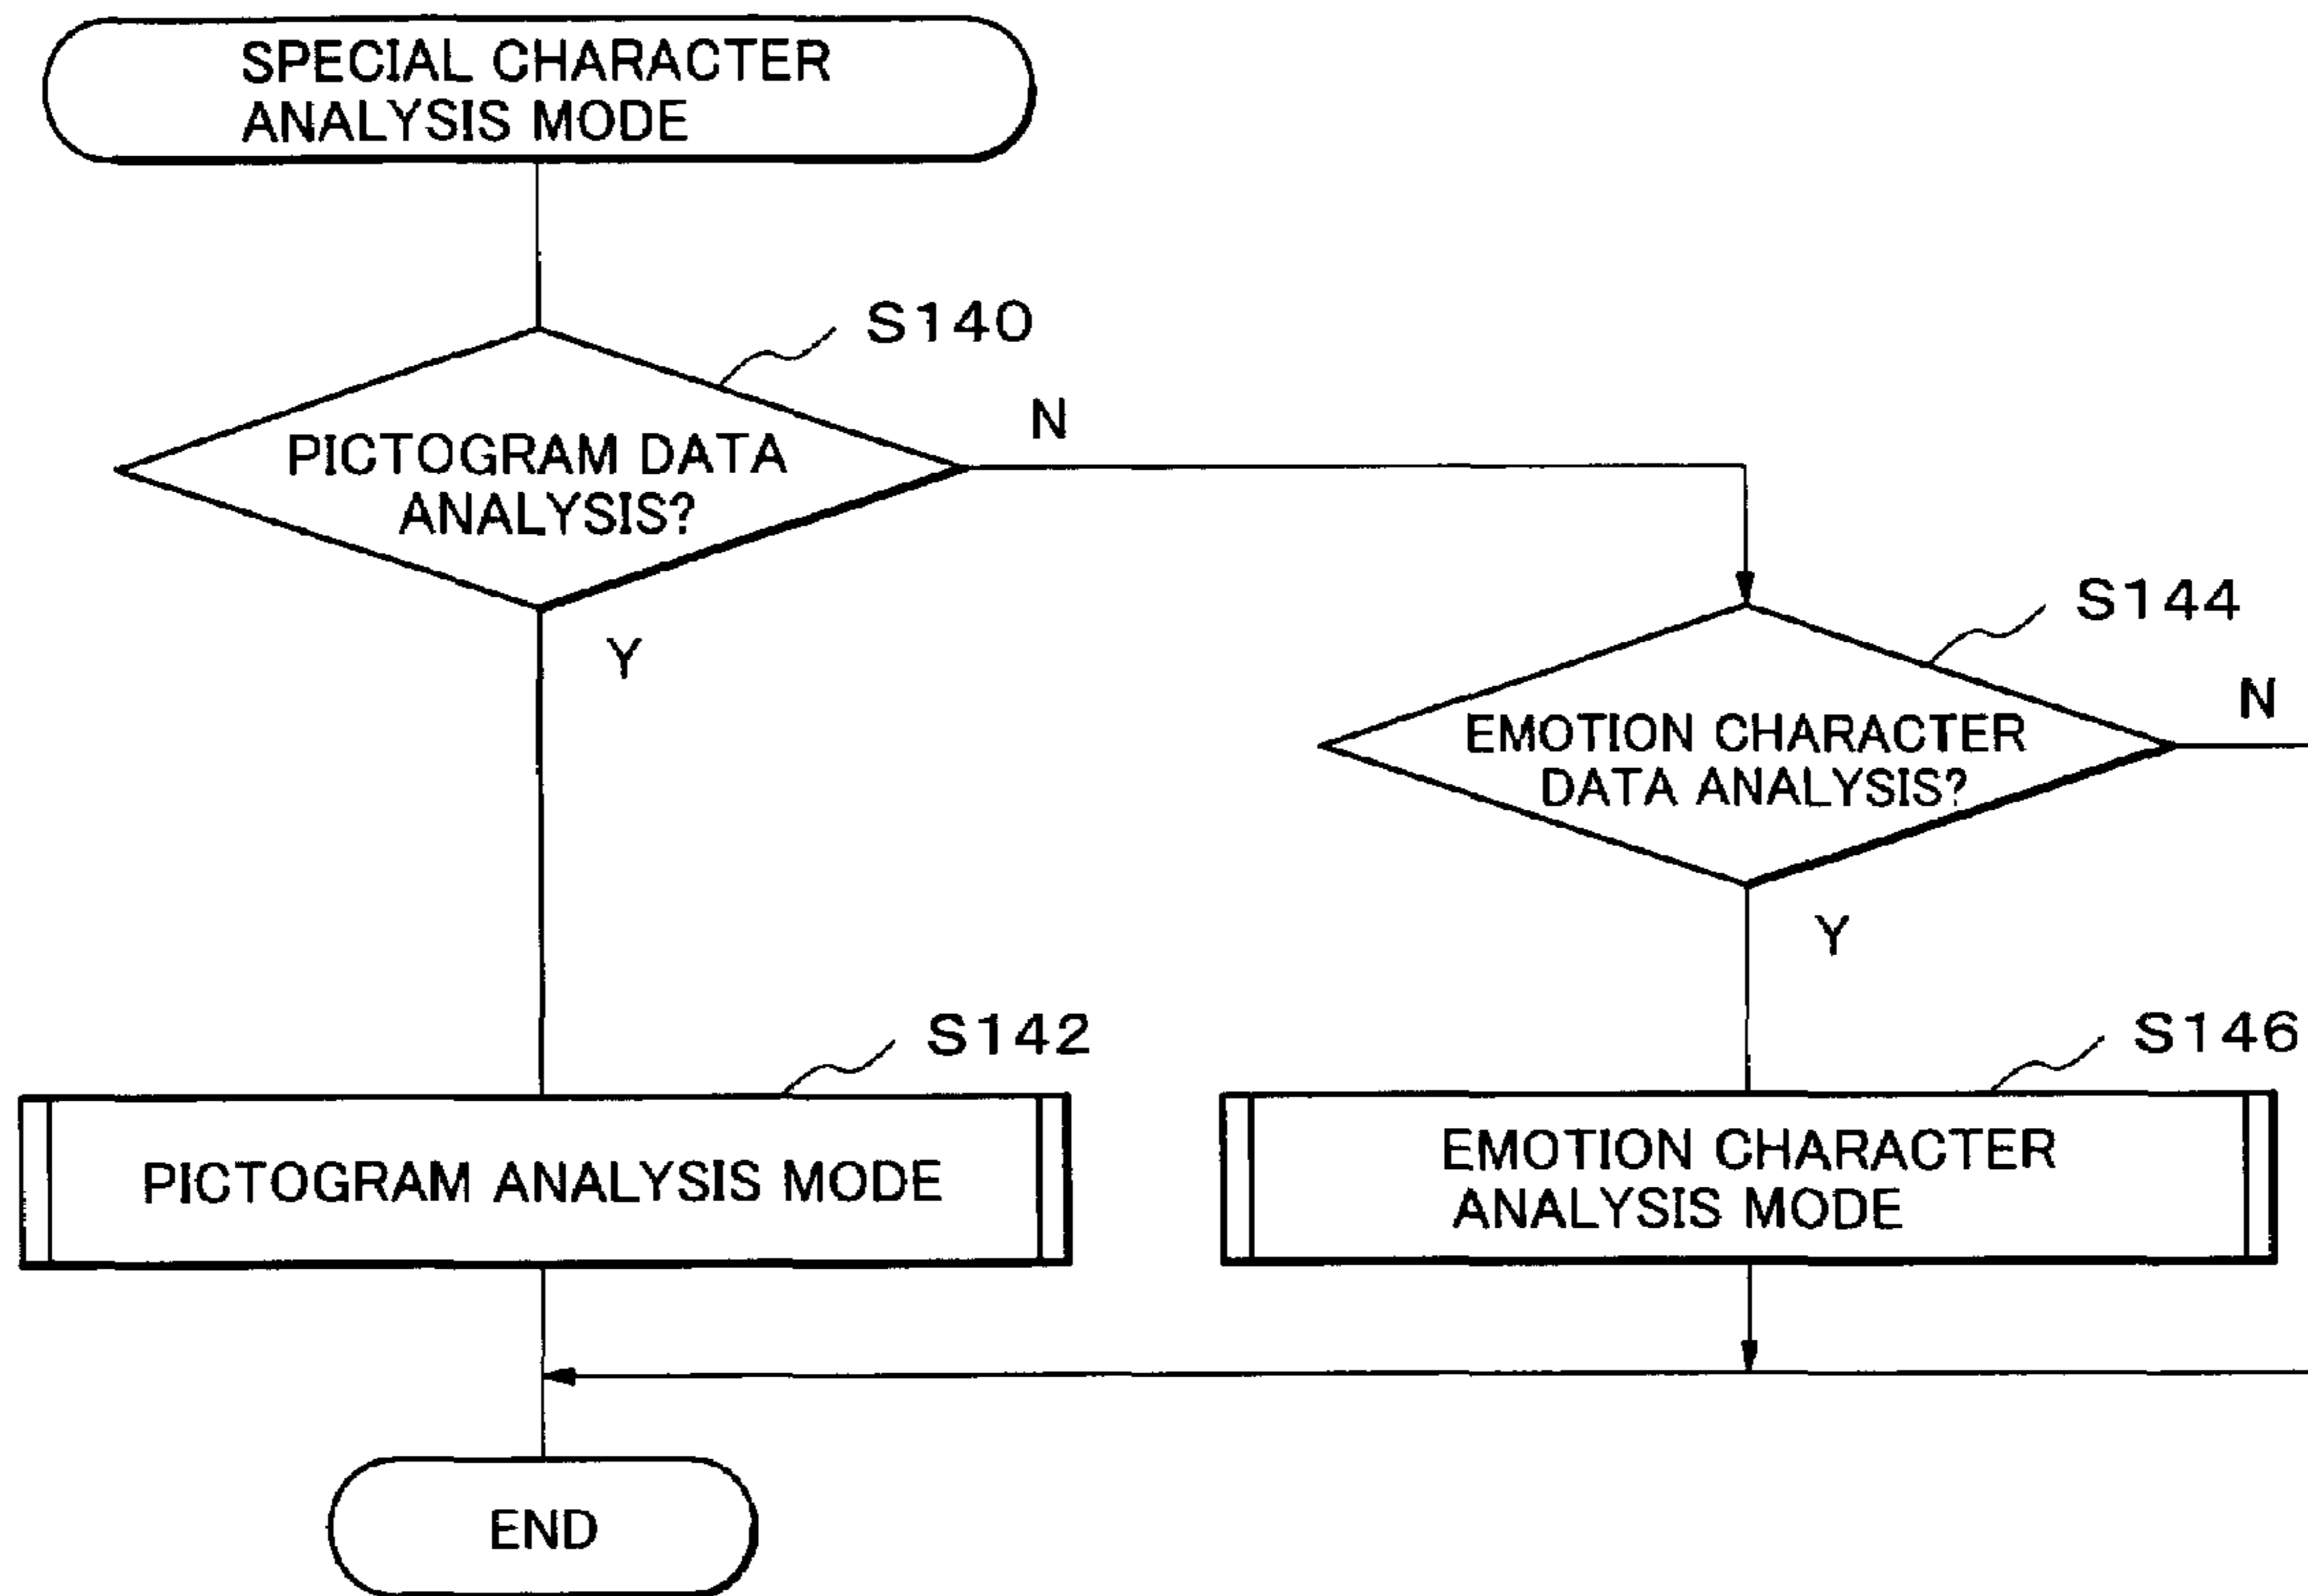 SPECIAL CHARACTER
ANALYSIS MODE
S140
PICTOGRAM DATA
ANALYSIS?
N
Y
S144
EMOTION CHARACTER
DATA ANALYSIS?
N
Y
S142
PICTOGRAM ANALYSIS MODE
S146
EMOTION CHARACTER
ANALYSIS MODE
END